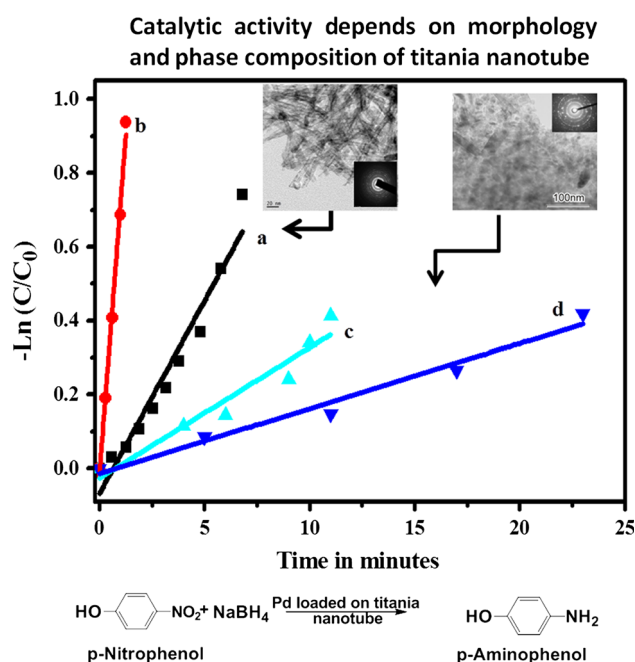 Catalytic activity depends on morphology
and phase composition of titania nanotube
1.0
0.8
0.6
0.4
0.2
0.0
-Ln (C/C0)
b
a
c
d
20 nm
100nm
0
5
10
15
20
25
Time in minutes
HO
NO2+ NaBH4
Pd loaded on titania
nanotube
HO
NH2
p-Nitrophenol
p-Aminophenol